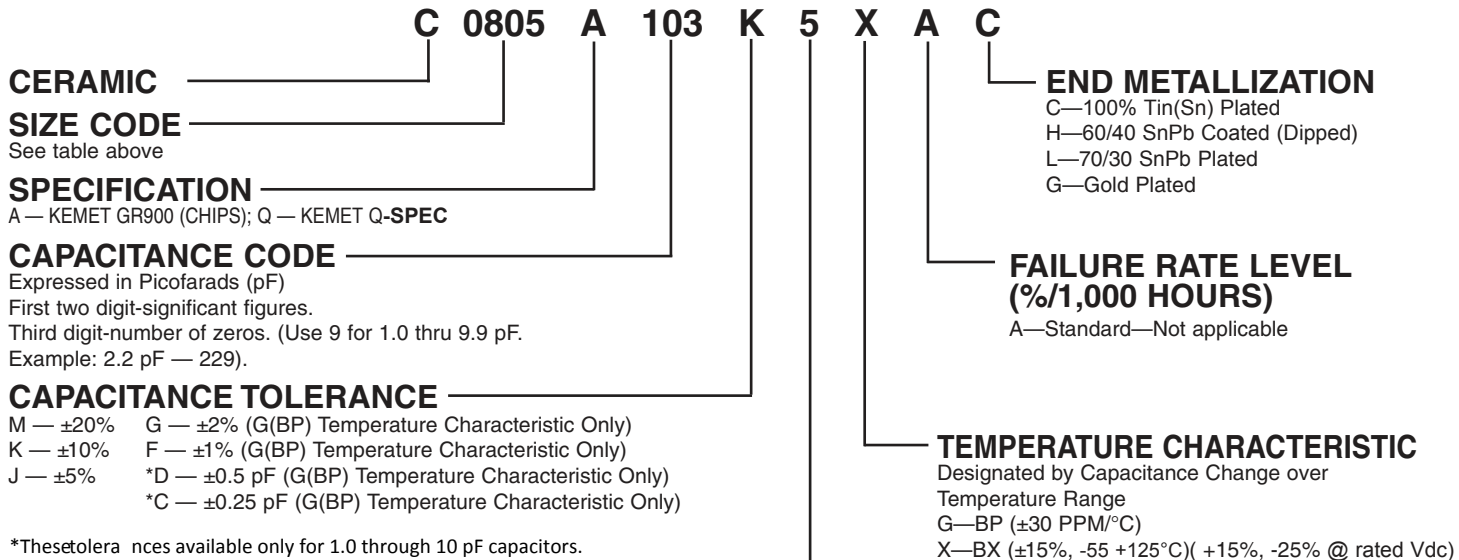 C 0805 A 103 K 5 X A C
CERAMIC
SIZE CODE
See table above
SPECIFICATION
A — KEMET GR900 (CHIPS); Q — KEMET Q-SPEC
CAPACITANCE CODE
Expressed in Picofarads (pF)
First two digit-significant figures.
Third digit-number of zeros. (Use 9 for 1.0 thru 9.9 pF.
Example: 2.2 pF — 229).
CAPACITANCE TOLERANCE
M — ±20% G — ±2% (G(BP) Temperature Characteristic Only)
K — ±10% F — ±1% (G(BP) Temperature Characteristic Only)
J — ±5% *D — ±0.5 pF (G(BP) Temperature Characteristic Only)
*C — ±0.25 pF (G(BP) Temperature Characteristic Only)
*Thesetolera nces available only for 1.0 through 10 pF capacitors.
END METALLIZATION
C—100% Tin(Sn) Plated
H—60/40 SnPb Coated (Dipped)
L—70/30 SnPb Plated
G—Gold Plated
FAILURE RATE LEVEL
(%/1,000 HOURS)
A—Standard—Not applicable
TEMPERATURE CHARACTERISTIC
Designated by Capacitance Change over
Temperature Range
G—BP (±30 PPM/°C)
X—BX (±15%, -55 +125°C)( +15%, -25% @ rated Vdc)